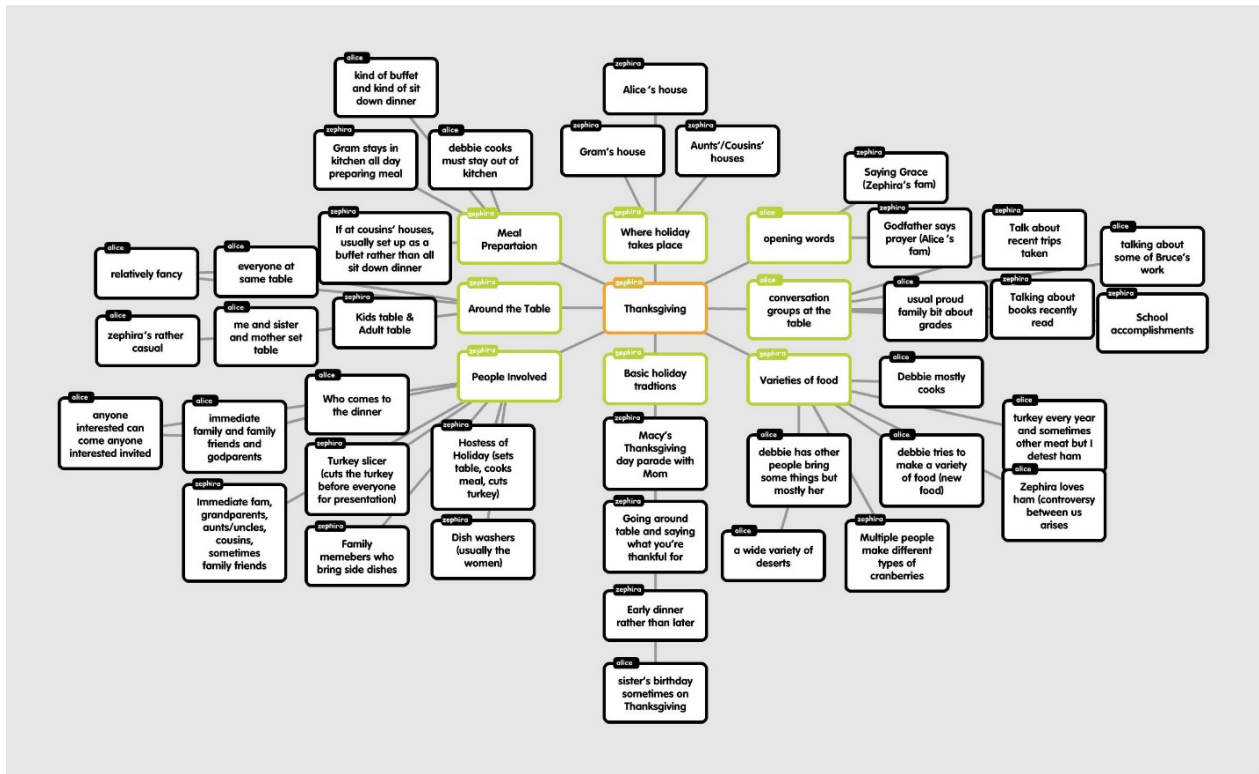 alice
kind of buffet
and kind of sit
down dinner
zephira
Gram stays in
kitchen all day
preparing meal
alice
debbie cooks
must stay out of
kitchen
zephira
Meal
Prepartaion
zephira
If at cousins' houses,
usually set up as a
buffet rather than all
sit down dinner
zephira
Alice's house
zephira
Gram's house
zephira
Aunts'/Cousins'
houses
zephira
Where holiday
takes place
zephira
Saying Grace
(Zephira's fam)
alice
opening words
zephira
Godfather says
prayer (Alice's
fam)
zephira
Talk about
recent trips
taken
alice
talking about
some of Bruce's
work
alice
conversation
groups at the
table
alice
usual proud
family bit about
grades
zephira
Talking about
books recently
read
zephira
School
accomplishments
alice
relatively fancy
alice
everyone at
same table
alice
zephira's rather
casual
alice
me and sister
and mother set
table
zephira
Kids table &
Adult table
zephira
Around the Table
zephira
Thanksgiving
zephira
People Involved
zephira
Basic holiday
tradtions
zephira
Varieties of food
alice
Debbie mostly
cooks
alice
anyone
interested can
come anyone
interested invited
alice
immediate
family and family
friends and
godparents
alice
Who comes to
the dinner
zephira
Turkey slicer
(cuts the turkey
before everyone
for presentation)
zephira
Hostess of
Holiday (sets
table, cooks
meal, cuts
turkey)
zephira
Immediate fam,
grandparents,
aunts/uncles,
cousins,
sometimes
family friends
zephira
Family
memebers who
bring side dishes
zephira
Dish washers
(usually the
women)
zephira
Macy's
Thanksgiving
day parade with
Mom
zephira
Going around
table and saying
what you're
thankful for
zephira
Early dinner
rather than later
alice
sister's birthday
sometimes on
Thanksgiving
alice
debbie has other
people bring
some things but
mostly her
alice
debbie tries to
make a variety
of food (new
food)
alice
turkey every year
and sometimes
other meat but I
detest ham
alice
Zephira loves
ham (controversy
between us
arises
alice
a wide variety of
deserts
zephira
Multiple people
make different
types of
cranberries